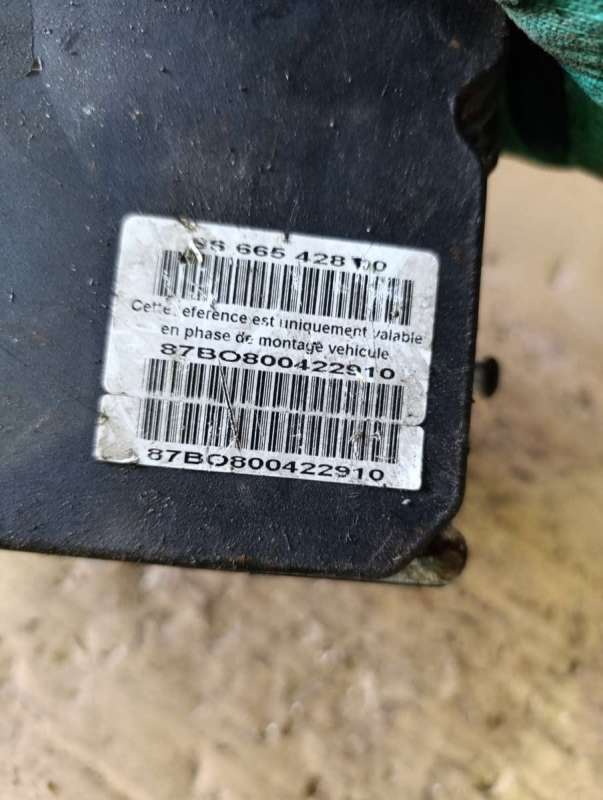 665 428
Cette reference est uniquement valable
en phase de montage vehicule
87BO800422910
87BO800422910